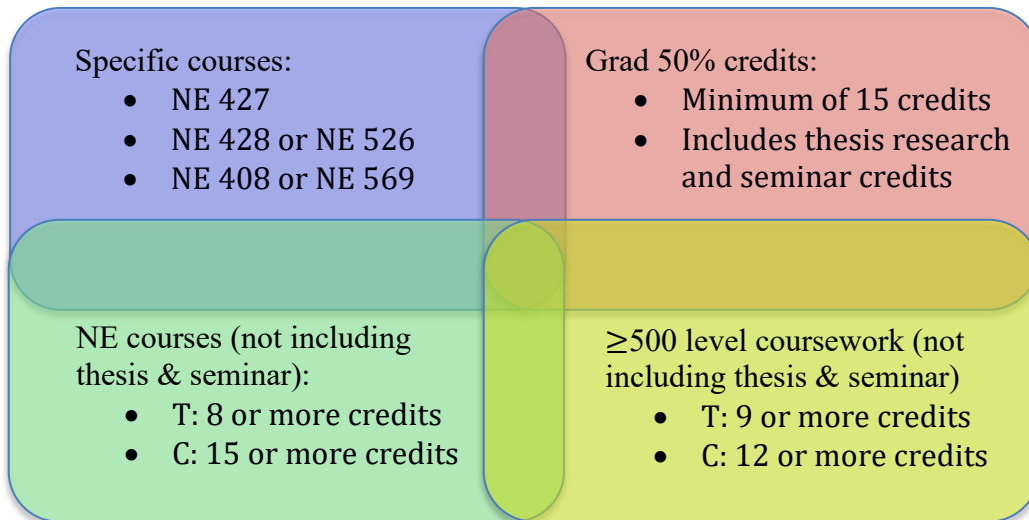 Specific courses:
• NE 427
• NE 428 or NE 526
• NE 408 or NE 569
Grad 50% credits:
• Minimum of 15 credits
• Includes thesis research
and seminar credits
NE courses (not including
thesis & seminar):
• T: 8 or more credits
• C: 15 or more credits
≥500 level coursework (not
including thesis & seminar)
• T: 9 or more credits
• C: 12 or more credits